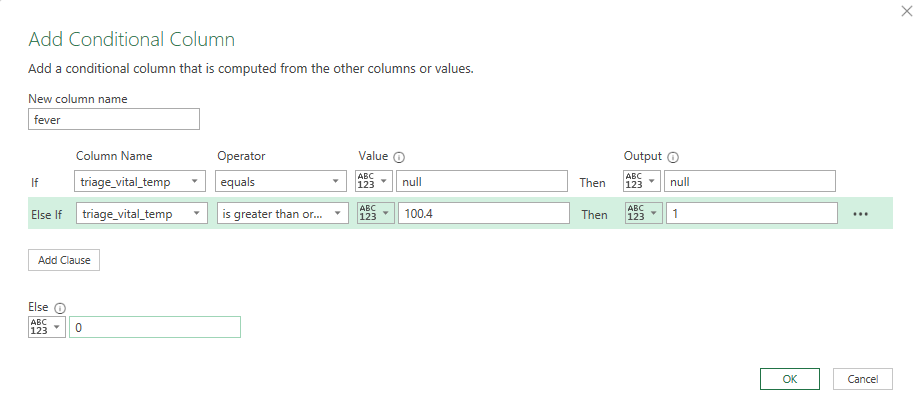 Add Conditional Column
Add a conditional column that is computed from the other columns or values.
New column name
fever
Column Name Operator Value Output
If triage_vital_temp equals ABC 123 null Then ABC 123 null
Else If triage_vital_temp is greater than or... ABC 123 100.4 Then ABC 123 1 •••
Add Clause
Else
ABC 123 0
OK Cancel